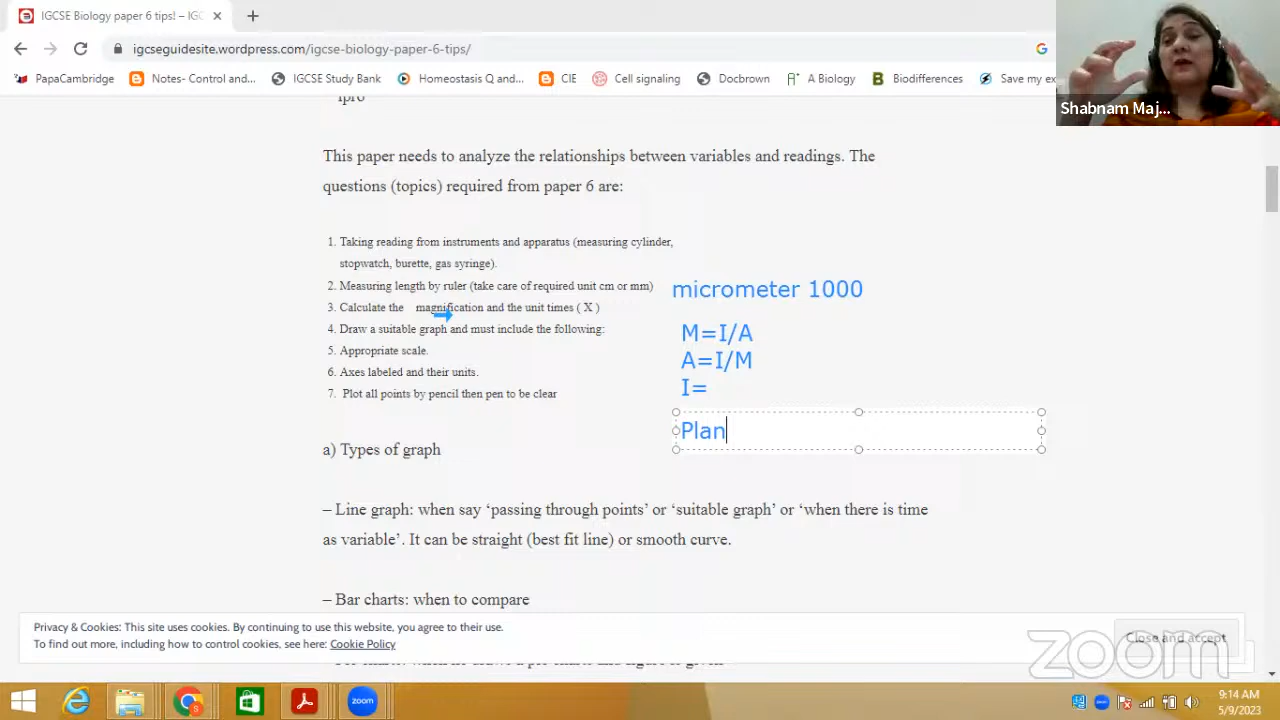 IGCSE Biology paper 6 tips! – IGC
igcseguidesite.wordpress.com/igcse-biology-paper-6-tips/
PapaCambridge
Notes- Control and...
IGCSE Study Bank
Homeostasis Q and...
CIE
Cell signaling
Docbrown
A Biology
Biodifferences
Save my ex
Shabnam Maj...
ipro
This paper needs to analyze the relationships between variables and readings. The
questions (topics) required from paper 6 are:
1. Taking reading from instruments and apparatus (measuring cylinder,
stopwatch, burette, gas syringe).
2. Measuring length by ruler (take care of required unit cm or mm)
micrometer 1000
3. Calculate the magnification and the unit times ( X )
4. Draw a suitable graph and must include the following:
M=I/A
5. Appropriate scale.
A=I/M
6. Axes labeled and their units.
I=
7. Plot all points by pencil then pen to be clear
Plan
a) Types of graph
– Line graph: when say ‘passing through points’ or ‘suitable graph’ or ‘when there is time
as variable’. It can be straight (best fit line) or smooth curve.
– Bar charts: when to compare
Privacy & Cookies: This site uses cookies. By continuing to use this website, you agree to their use.
To find out more, including how to control cookies, see here: Cookie Policy
Close and accept
zoom
zoom
9:14 AM
5/9/2023